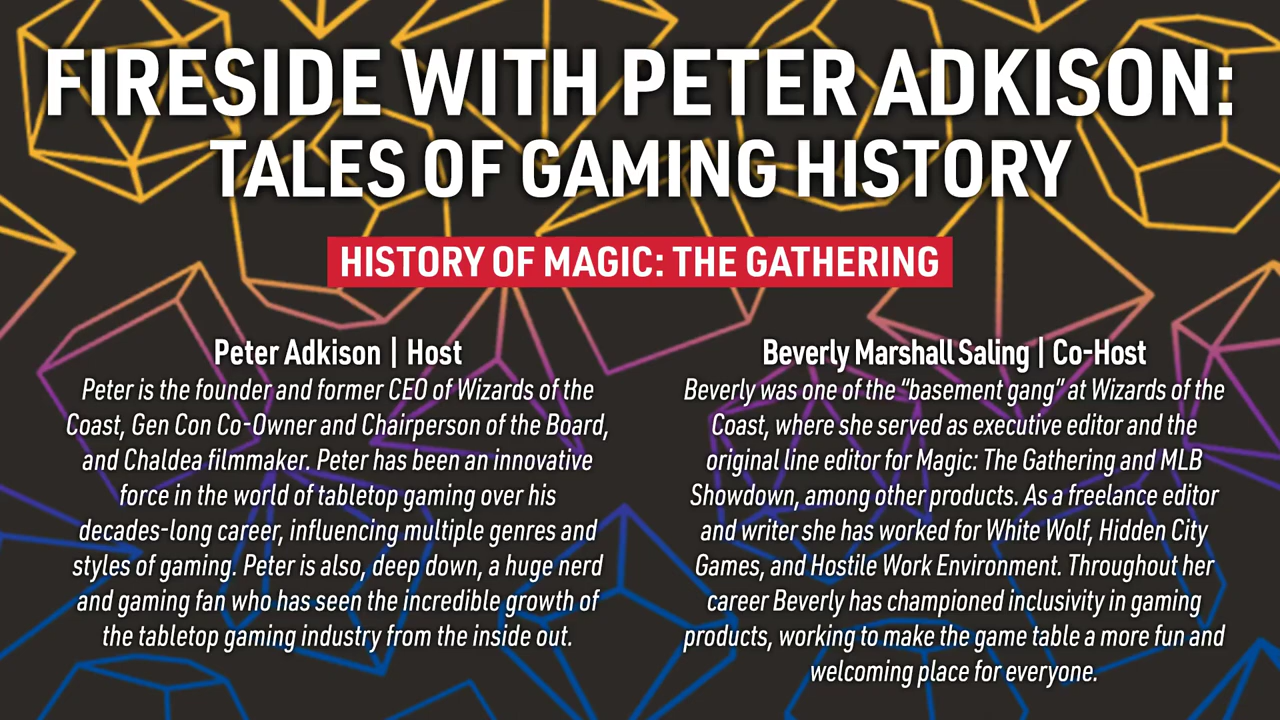 FIRESIDE WITH PETER ADKISON:
TALES OF GAMING HISTORY
HISTORY OF MAGIC: THE GATHERING
Peter Adkison | Host
Peter is the founder and former CEO of Wizards of the
Coast, Gen Con Co-Owner and Chairperson of the Board,
and Chaldea filmmaker. Peter has been an innovative
force in the world of tabletop gaming over his
decades-long career, influencing multiple genres and
styles of gaming. Peter is also, deep down, a huge nerd
and gaming fan who has seen the incredible growth of
the tabletop gaming industry from the inside out.
Beverly Marshall Saling | Co-Host
Beverly was one of the “basement gang” at Wizards of the
Coast, where she served as executive editor and the
original line editor for Magic: The Gathering and MLB
Showdown, among other products. As a freelance editor
and writer she has worked for White Wolf, Hidden City
Games, and Hostile Work Environment. Throughout her
career Beverly has championed inclusivity in gaming
products, working to make the game table a more fun and
welcoming place for everyone.